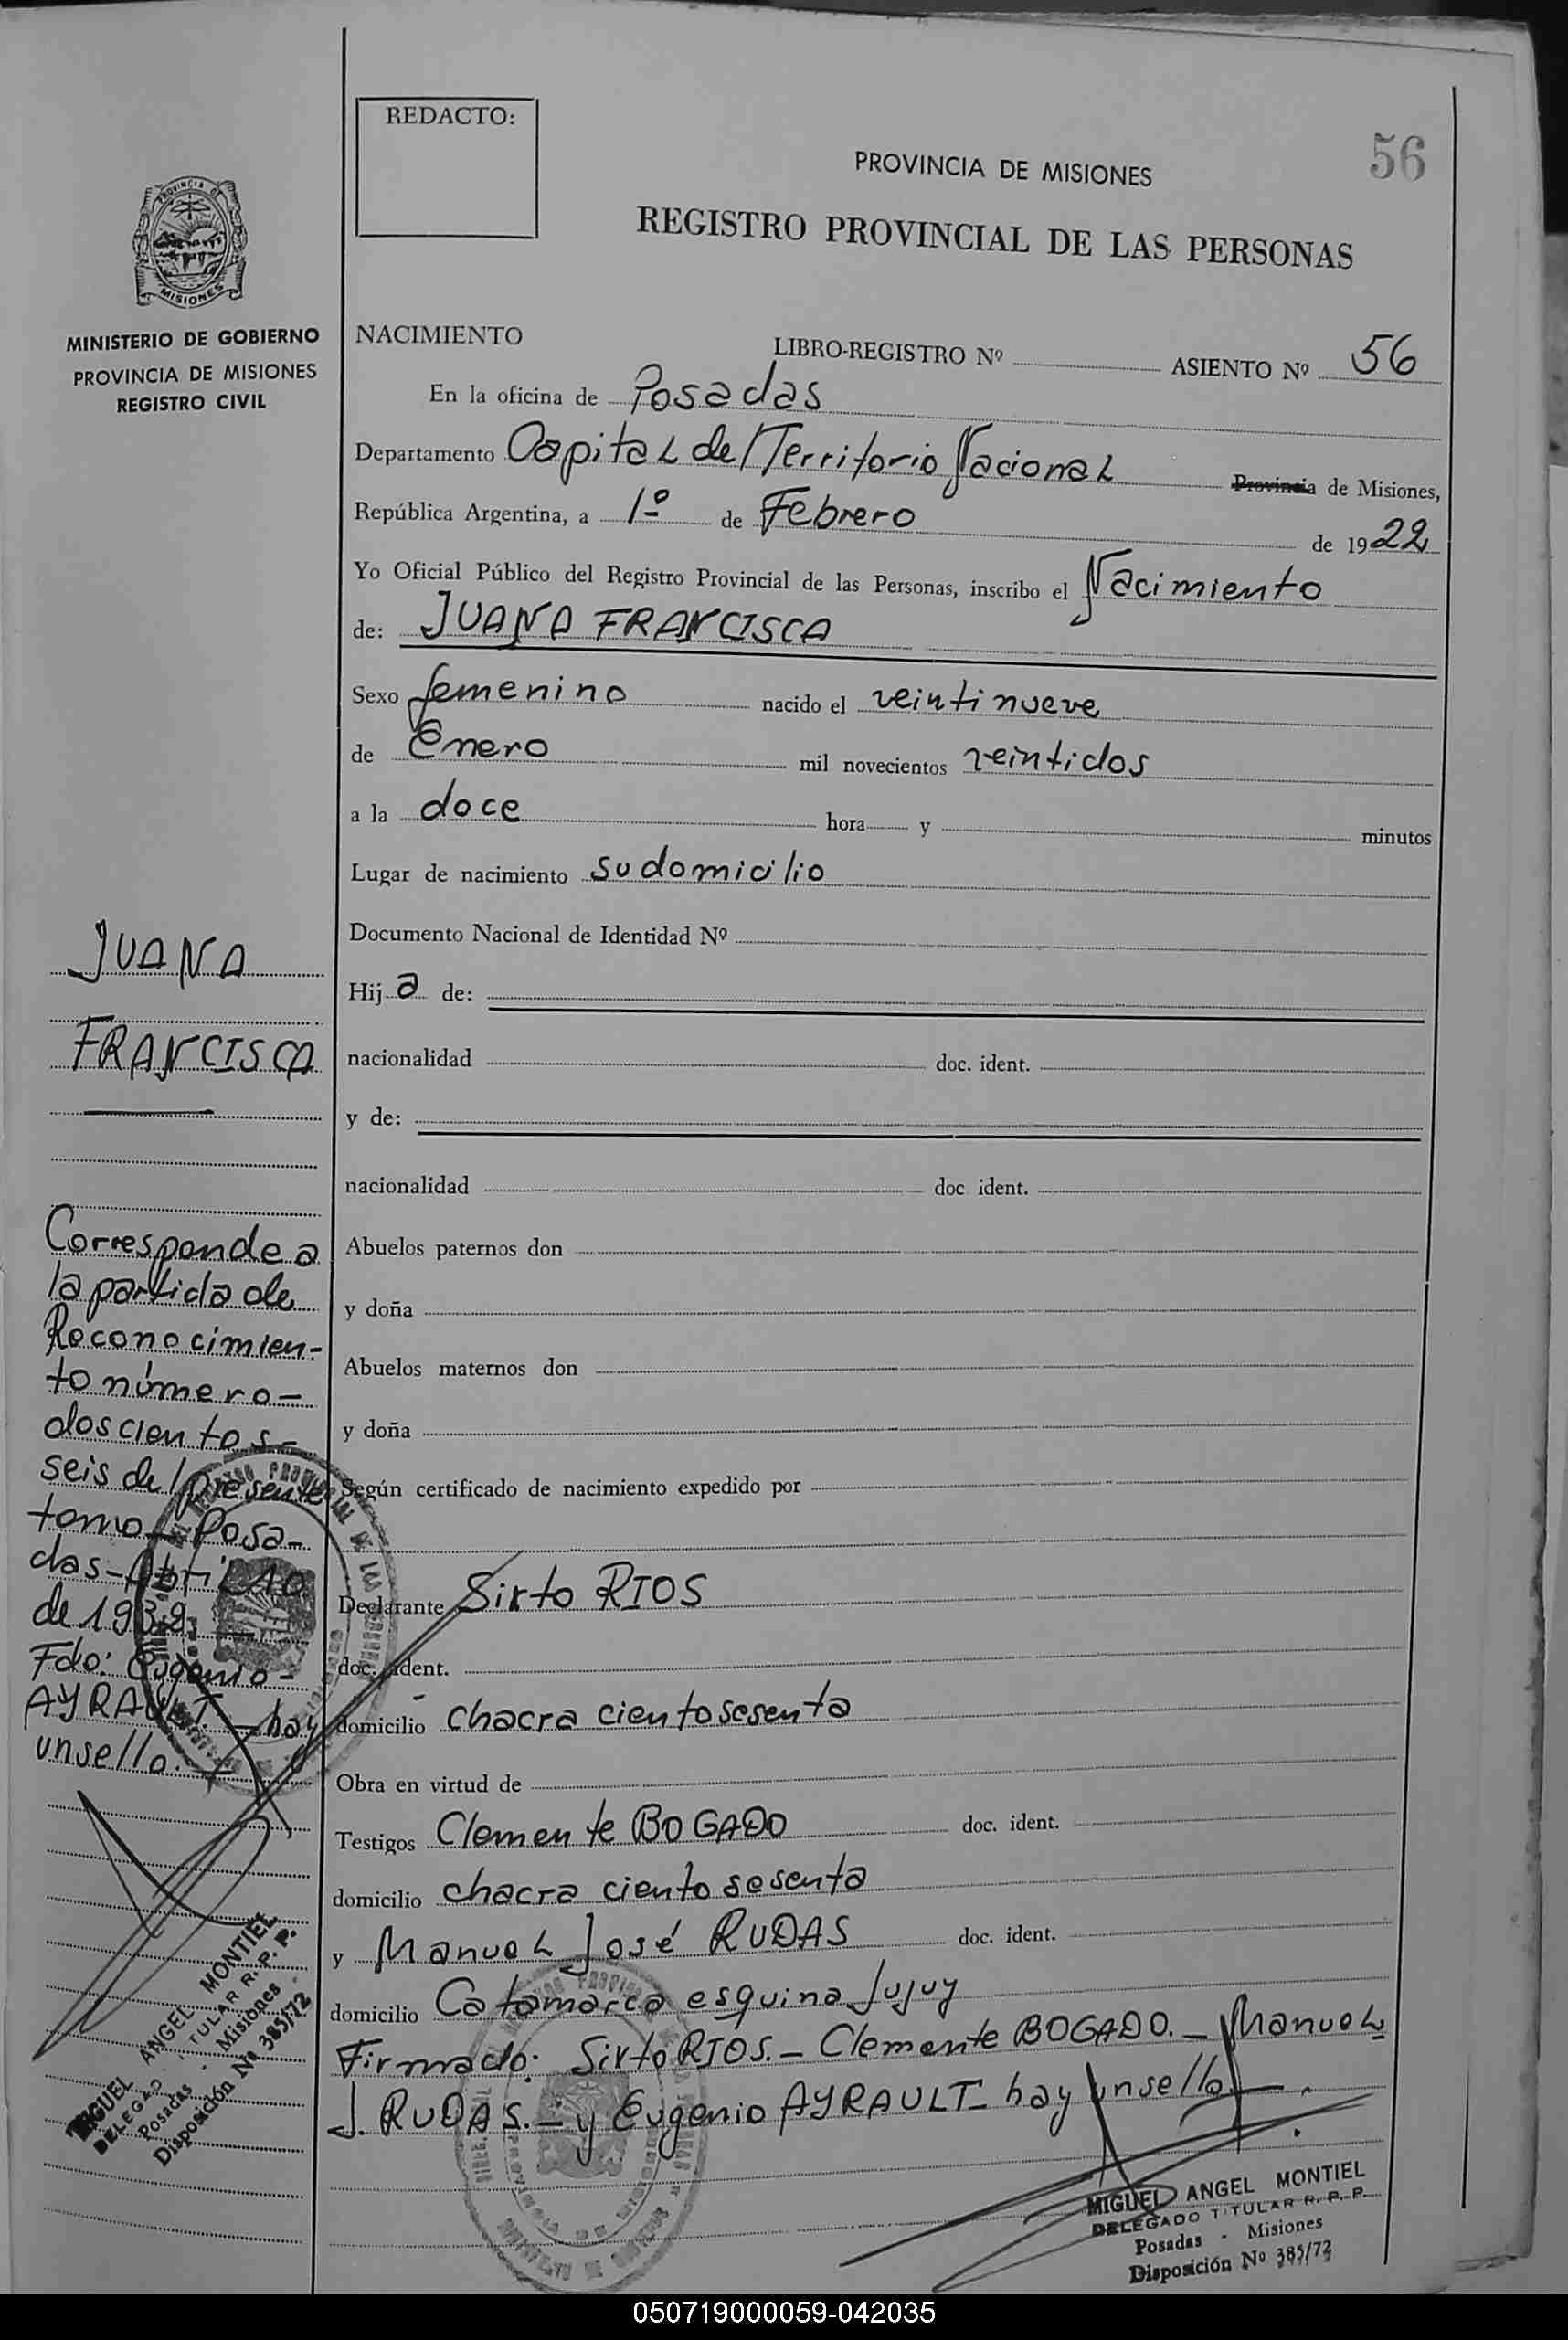 REDACTO:
56
PROVINCIA DE MISIONES
REGISTRO PROVINCIAL DE LAS PERSONAS
PROVINCIA DE
MISIONES
MINISTERIO DE GOBIERNO
PROVINCIA DE MISIONES
REGISTRO CIVIL
NACIMIENTO
LIBRO-REGISTRO Nº ASIENTO Nº 56
En la oficina de Posadas
Departamento Capital del Territorio Nacional Provincia de Misiones,
República Argentina, a 1º de Febrero de 1922
Yo Oficial Público del Registro Provincial de las Personas, inscribo el Nacimiento
de: JUANA FRANCISCA
Sexo femenino nacido el veintinueve
de Enero mil novecientos veintidos
a la doce hora y minutos
Lugar de nacimiento su domicilio
Documento Nacional de Identidad Nº
Hija de:
nacionalidad doc. ident.
y de:
nacionalidad doc ident.
Abuelos paternos don
y doña
Abuelos maternos don
y doña
Según certificado de nacimiento expedido por
Declarante Sixto RIOS
doc. ident.
domicilio chacra ciento sesenta
Obra en virtud de
Testigos Clemente BOGADO doc. ident.
domicilio chacra ciento sesenta
y Manuel José RUDAS doc. ident.
domicilio Catamarca esquina Jujuy
Firmado: Sixto RIOS.- Clemente BOGADO.- Manuel
J. RUDAS.- y Eugenio AYRAULT- hay un sello.-
MIGUEL ANGEL MONTIEL
DELEGADO TITULAR R. P. P.
Posadas - Misiones
Disposición Nº 385/72
JUANA
FRANCISCA
Corresponde a
la partida de
Reconocimien-
to número-
doscientos-
seis del presente
tomo.- Posa-
das-Abril 10
de 1932.
Fdo: Eugenio-
AYRAULT.- hay
un sello.-
MIGUEL ANGEL MONTIEL
DELEGADO TITULAR R. P. P.
Posadas - Misiones
Disposición Nº 385/72
050719000059-042035